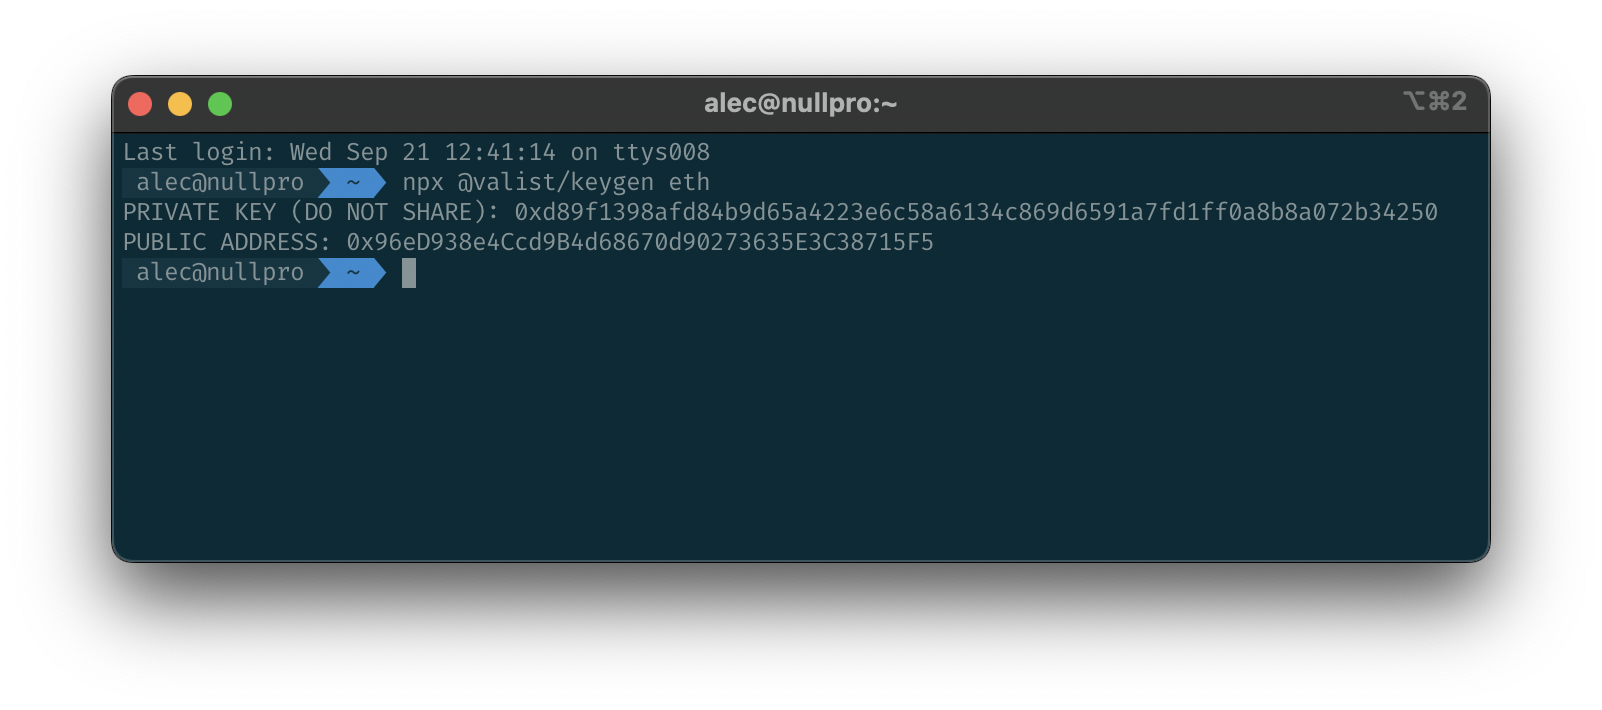 alec@nullpro:~
⌥⌘2
Last login: Wed Sep 21 12:41:14 on ttys008
alec@nullpro ~ npx @valist/keygen eth
PRIVATE KEY (DO NOT SHARE): 0xd89f1398afd84b9d65a4223e6c58a6134c869d6591a7fd1ff0a8b8a072b34250
PUBLIC ADDRESS: 0x96eD938e4Ccd9B4d68670d90273635E3C38715F5
alec@nullpro ~